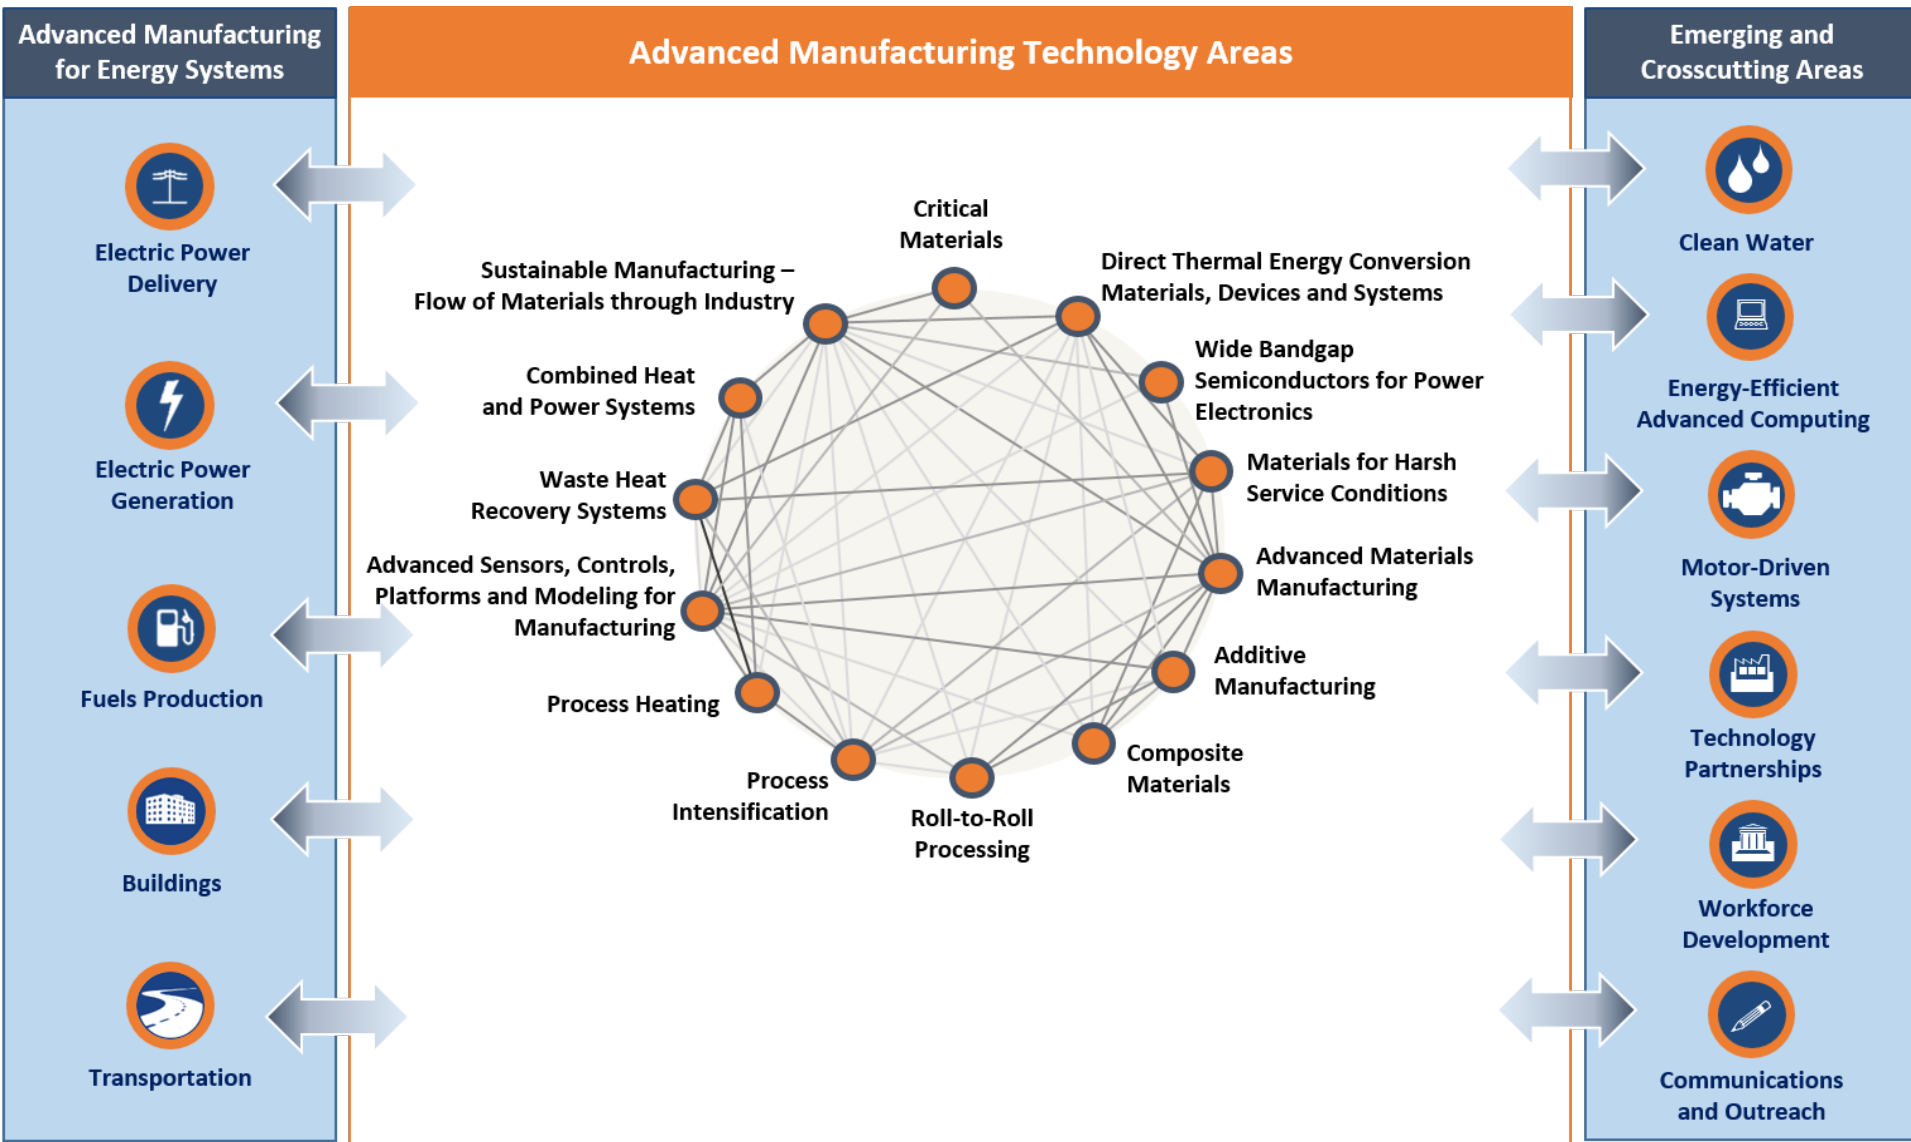 Advanced Manufacturing
for Energy Systems
Electric Power
Delivery
Electric Power
Generation
Fuels Production
Buildings
Transportation
Advanced Manufacturing Technology Areas
Critical
Materials
Direct Thermal Energy Conversion
Materials, Devices and Systems
Wide Bandgap
Semiconductors for Power
Electronics
Materials for Harsh
Service Conditions
Advanced Materials
Manufacturing
Additive
Manufacturing
Composite
Materials
Roll-to-Roll
Processing
Process
Intensification
Process Heating
Advanced Sensors, Controls,
Platforms and Modeling for
Manufacturing
Waste Heat
Recovery Systems
Combined Heat
and Power Systems
Sustainable Manufacturing –
Flow of Materials through Industry
Emerging and
Crosscutting Areas
Clean Water
Energy-Efficient
Advanced Computing
Motor-Driven
Systems
Technology
Partnerships
Workforce
Development
Communications
and Outreach